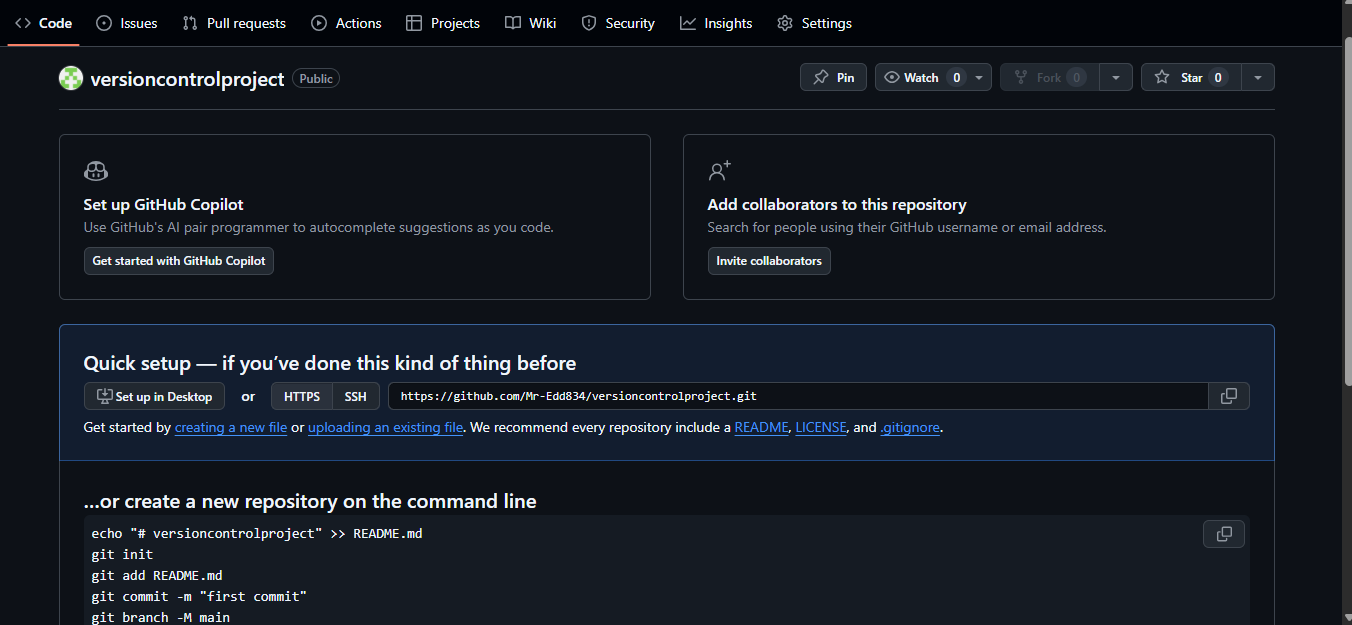 Code Issues Pull requests Actions Projects Wiki Security Insights Settings
versioncontrolproject Public Pin Watch 0 Fork 0 Star 0
Set up GitHub Copilot
Use GitHub's AI pair programmer to autocomplete suggestions as you code.
Get started with GitHub Copilot
Add collaborators to this repository
Search for people using their GitHub username or email address.
Invite collaborators
Quick setup — if you've done this kind of thing before
Set up in Desktop or HTTPS SSH https://github.com/Mr-Edd834/versioncontrolproject.git
Get started by creating a new file or uploading an existing file. We recommend every repository include a README, LICENSE, and .gitignore.
...or create a new repository on the command line
echo "# versioncontrolproject" >> README.md
git init
git add README.md
git commit -m "first commit"
git branch -M main